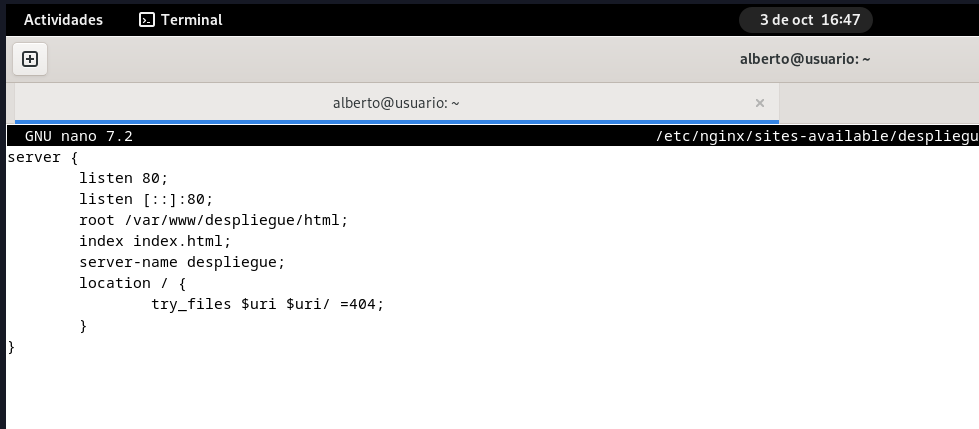 Actividades Terminal 3 de oct 16:47
alberto@usuario: ~
alberto@usuario: ~ ×
GNU nano 7.2 /etc/nginx/sites-available/despliegu
server {
        listen 80;
        listen [::]:80;
        root /var/www/despliegue/html;
        index index.html;
        server-name despliegue;
        location / {
                try_files $uri $uri/ =404;
        }
}